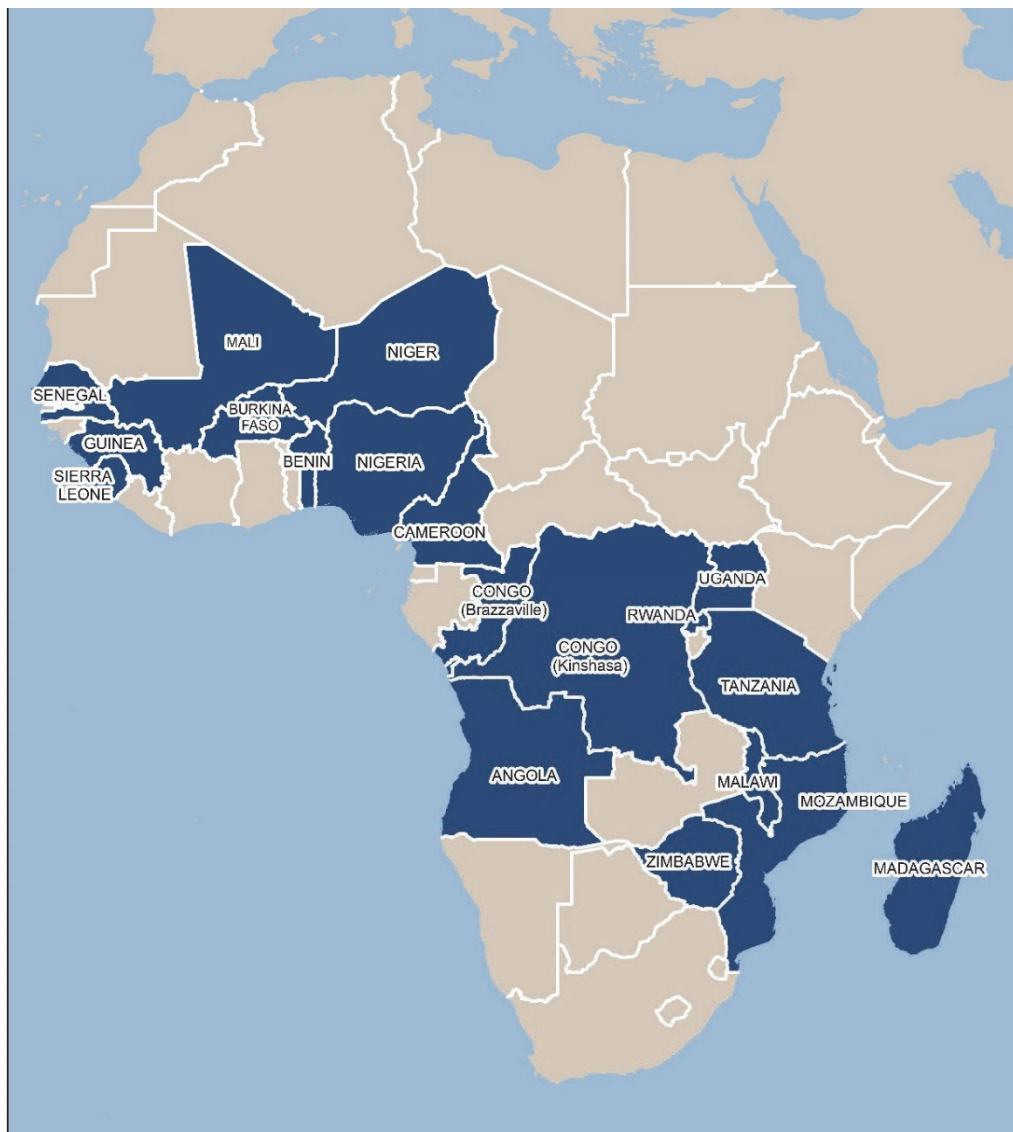 MALI
NIGER
SENEGAL
BURKINA
FASO
GUINEA
BENIN
NIGERIA
SIERRA
LEONE
CAMEROON
UGANDA
CONGO
(Brazzaville)
RWANDA
CONGO
(Kinshasa)
TANZANIA
ANGOLA
MALAWI
MOZAMBIQUE
ZIMBABWE
MADAGASCAR